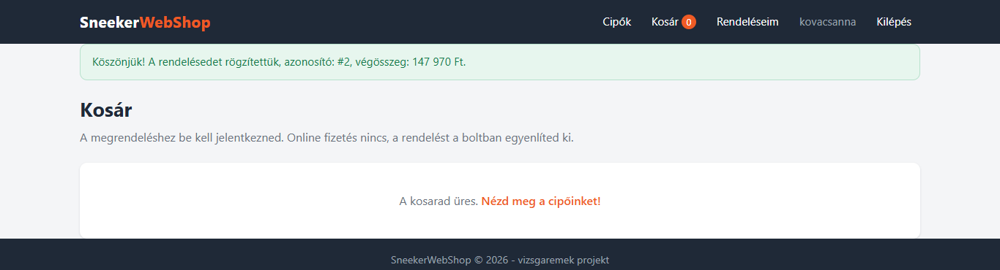 SneekerWebShop Cipők Kosár 0 Rendeléseim kovacsanna Kilépés
Köszönjük! A rendelésedet rögzítettük, azonosító: #2, végösszeg: 147 970 Ft.
Kosár
A megrendeléshez be kell jelentkezned. Online fizetés nincs, a rendelést a boltban egyenlíted ki.
A kosarad üres. Nézd meg a cipőinket!
SneekerWebShop © 2026 - vizsgaremek projekt